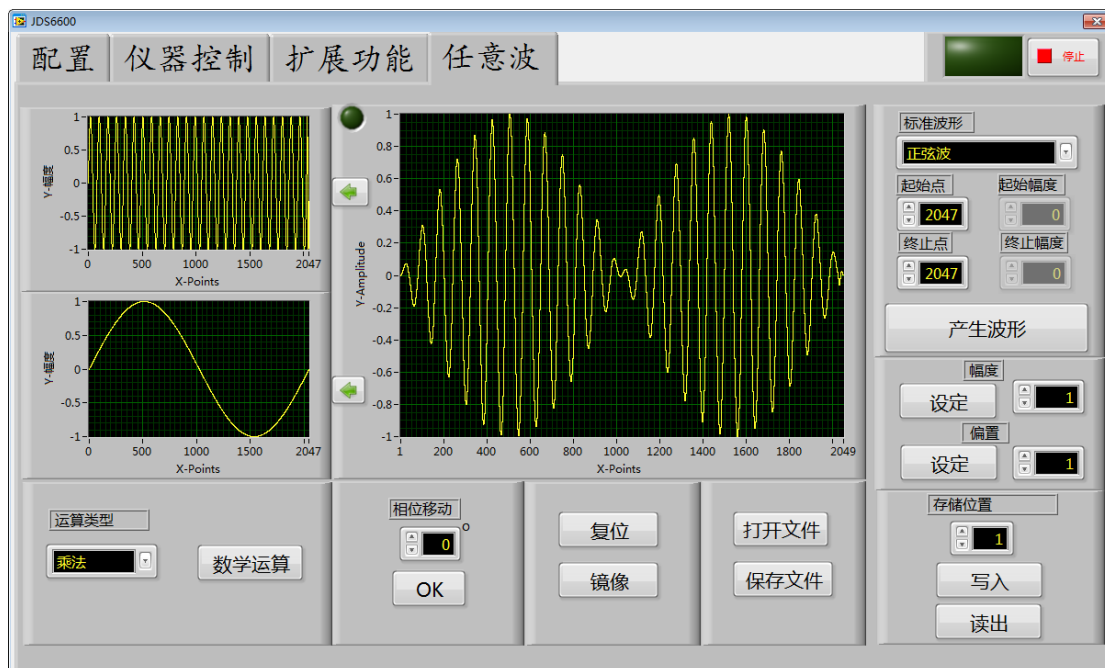 JDS6600
配置 仪器控制 扩展功能 任意波
停止
1
0.5
0
-0.5
-1
Y-幅度
0 500 1000 1500 2047
X-Points
1
0.5
0
-0.5
-1
Y-幅度
0 500 1000 1500 2047
X-Points
1
0.8
0.6
0.4
0.2
0
-0.2
-0.4
-0.6
-0.8
-1
Y-Amplitude
1 200 400 600 800 1000 1200 1400 1600 1800 2049
X-Points
标准波形
正弦波
起始点 起始幅度
2047 0
终止点 终止幅度
2047 0
产生波形
幅度
设定 1
偏置
设定 1
运算类型
乘法 数学运算
相位移动
0 o
OK
复位
镜像
打开文件
保存文件
存储位置
1
写入
读出